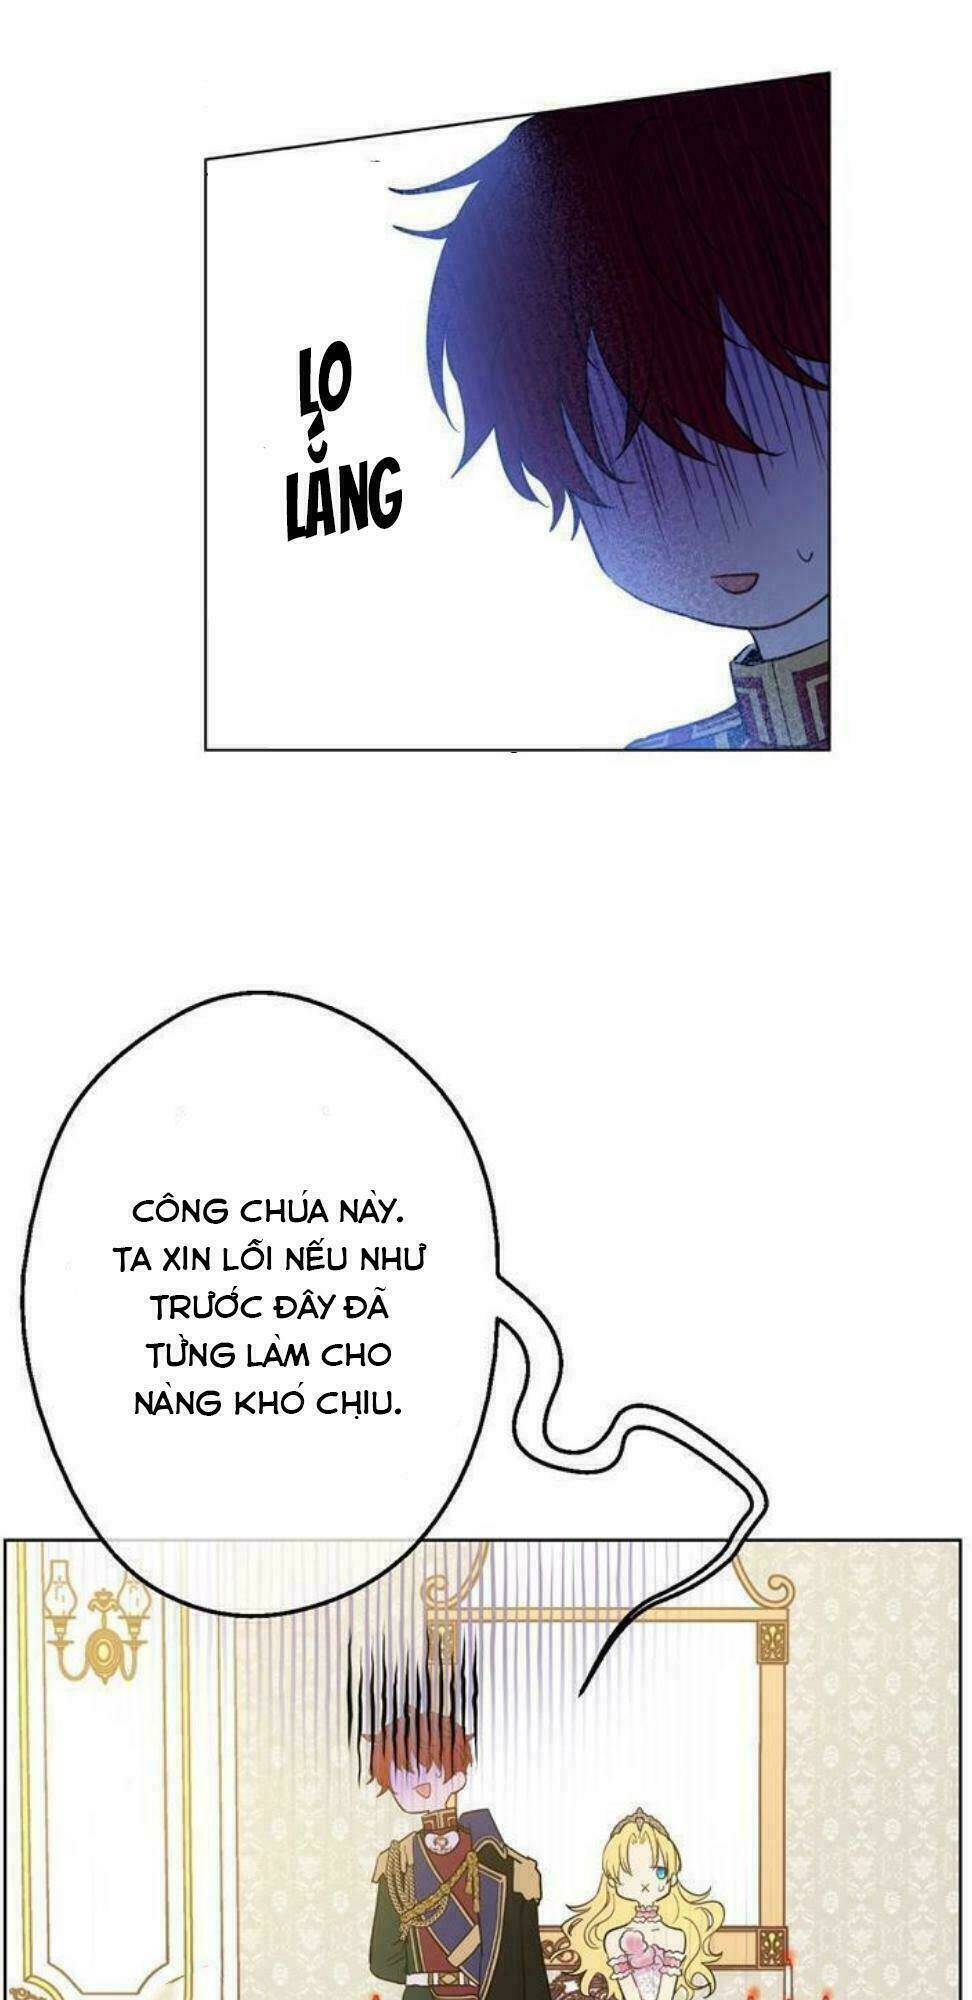 LO
LẮNG
CÔNG CHÚA NÀY.
TA XIN LỖI NẾU NHƯ
TRƯỚC ĐÂY ĐÃ
TỪNG LÀM CHO
NÀNG KHÓ CHỊU.